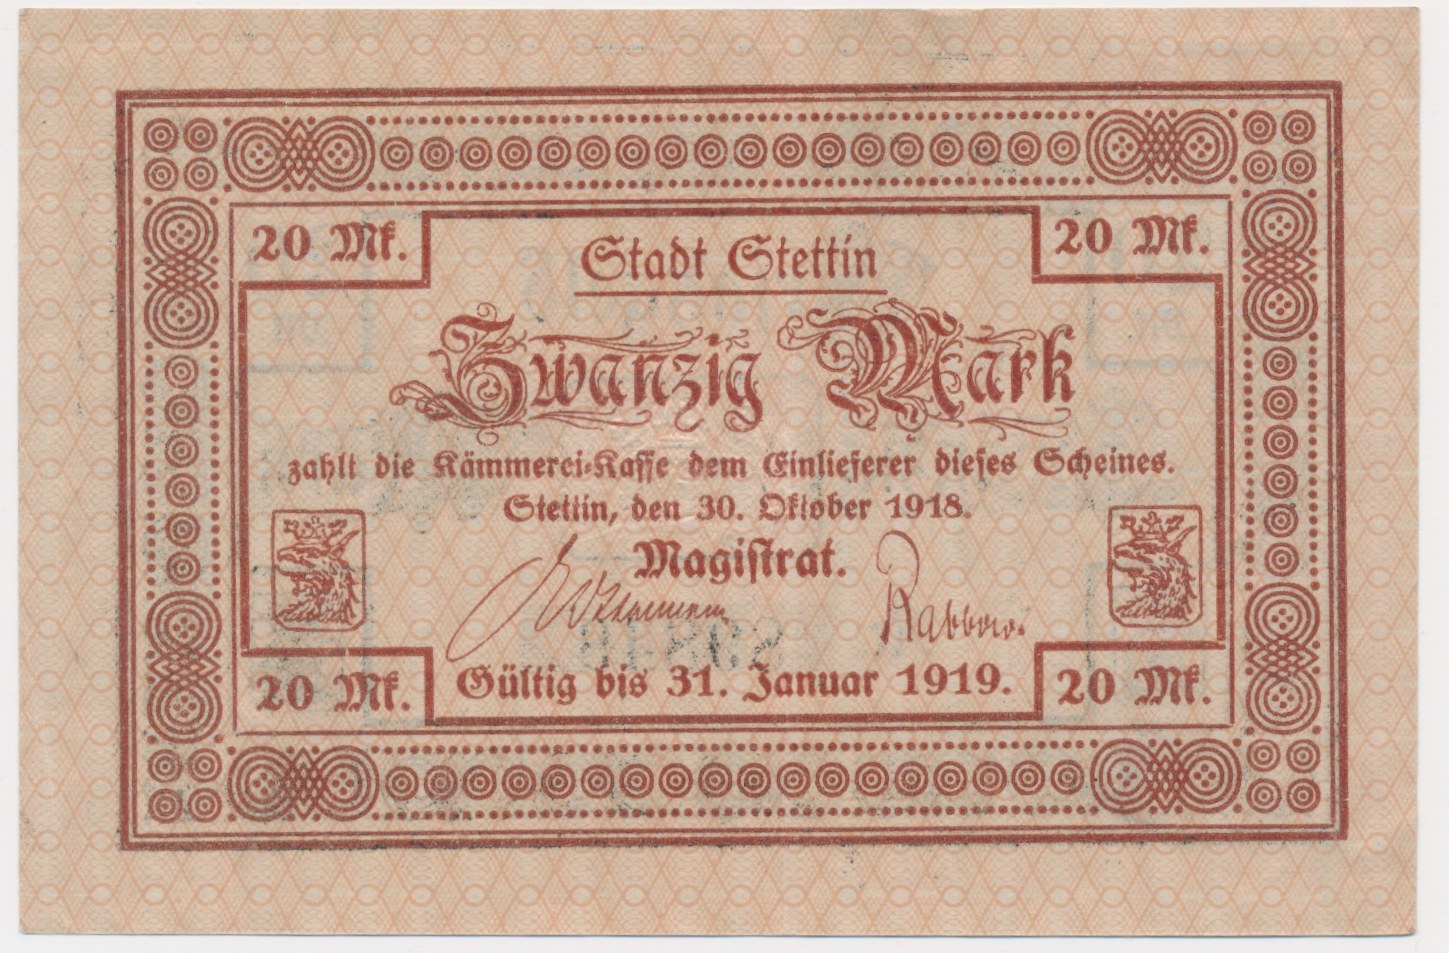 20 Mk.
20 Mk.
Stadt Stettin
Zwanzig Mark
zahlt die Kämmerei-Kasse dem Einlieferer dieses Scheines.
Stettin, den 30. Oktober 1918.
Magistrat.
Gültig bis 31. Januar 1919.
20 Mk.
20 Mk.